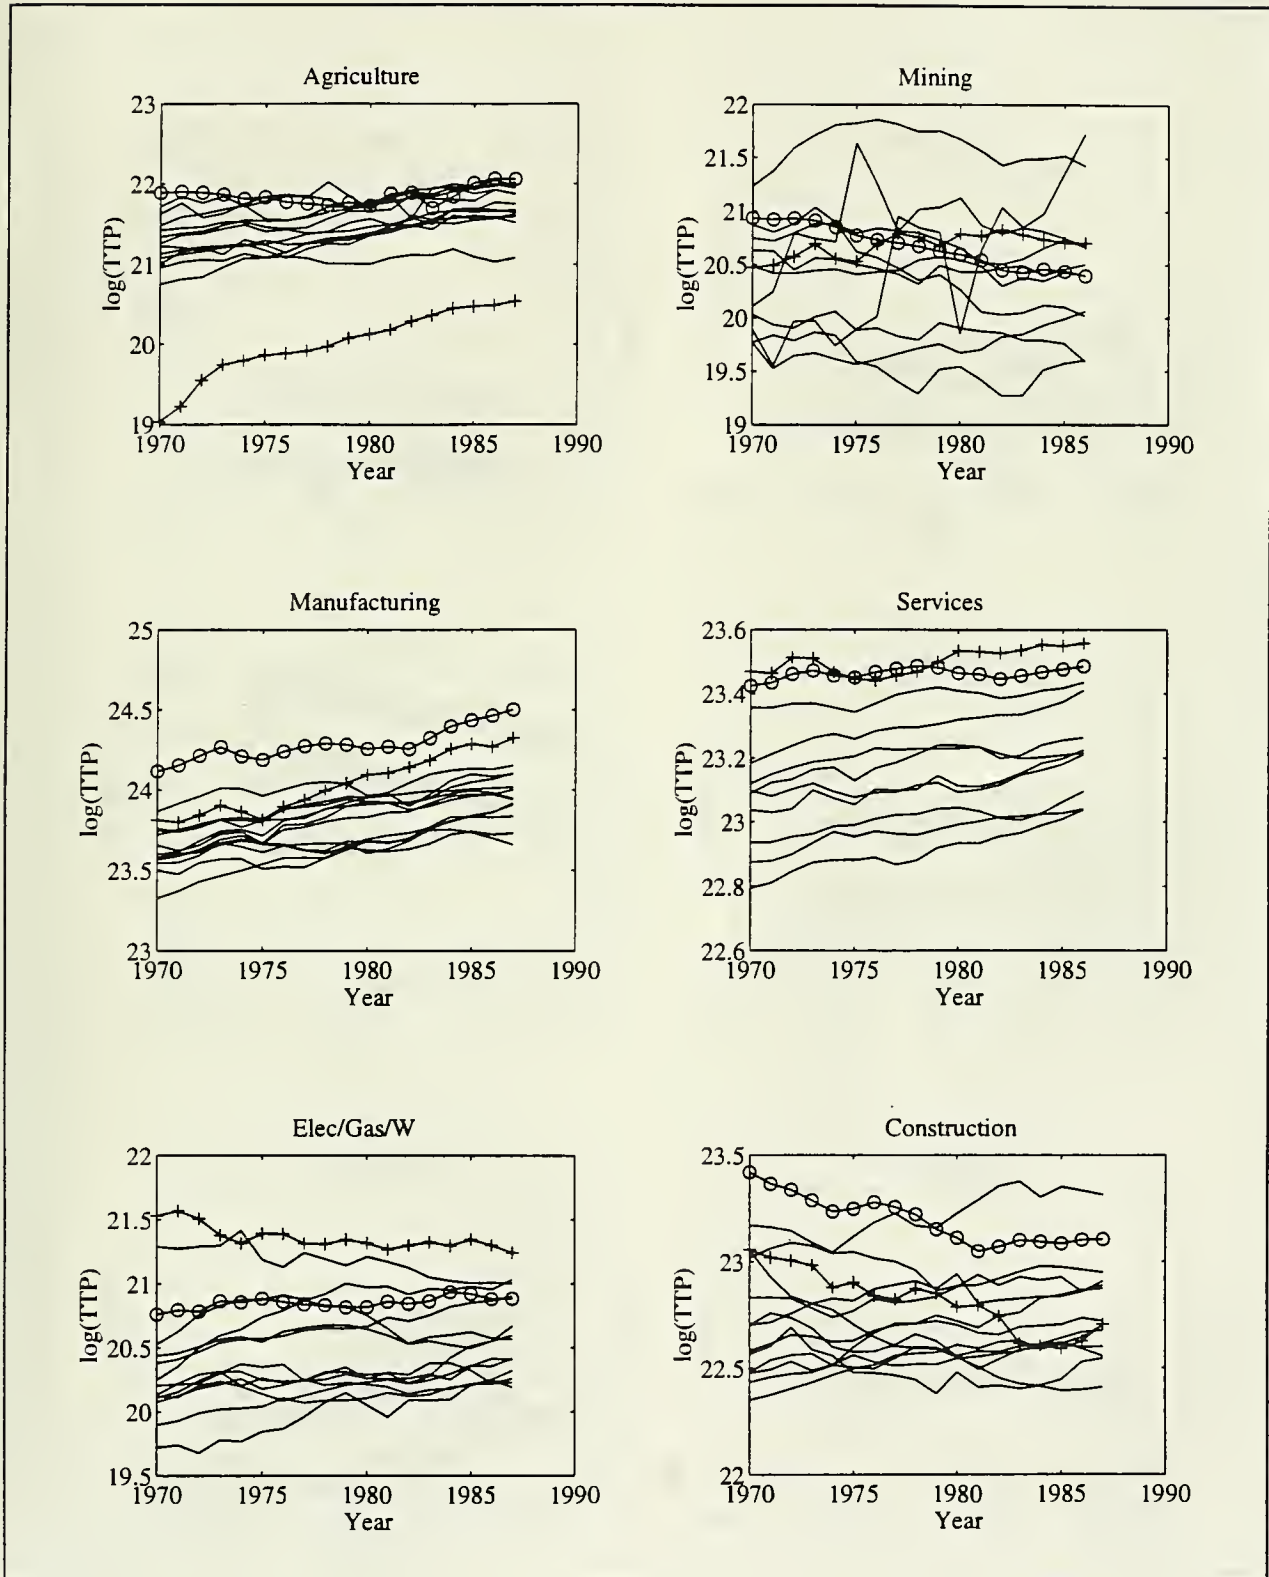 Agriculture
23
22
21
20
19
log(TTP)
1970 1975 1980 1985 1990
Year
Mining
22
21.5
21
20.5
20
19.5
19
log(TTP)
1970 1975 1980 1985 1990
Year
Manufacturing
25
24.5
24
23.5
23
log(TTP)
1970 1975 1980 1985 1990
Year
Services
23.6
23.4
23.2
23
22.8
22.6
log(TTP)
1970 1975 1980 1985 1990
Year
Elec/Gas/W
22
21.5
21
20.5
20
19.5
log(TTP)
1970 1975 1980 1985 1990
Year
Construction
23.5
23
22.5
22
log(TTP)
1970 1975 1980 1985 1990
Year